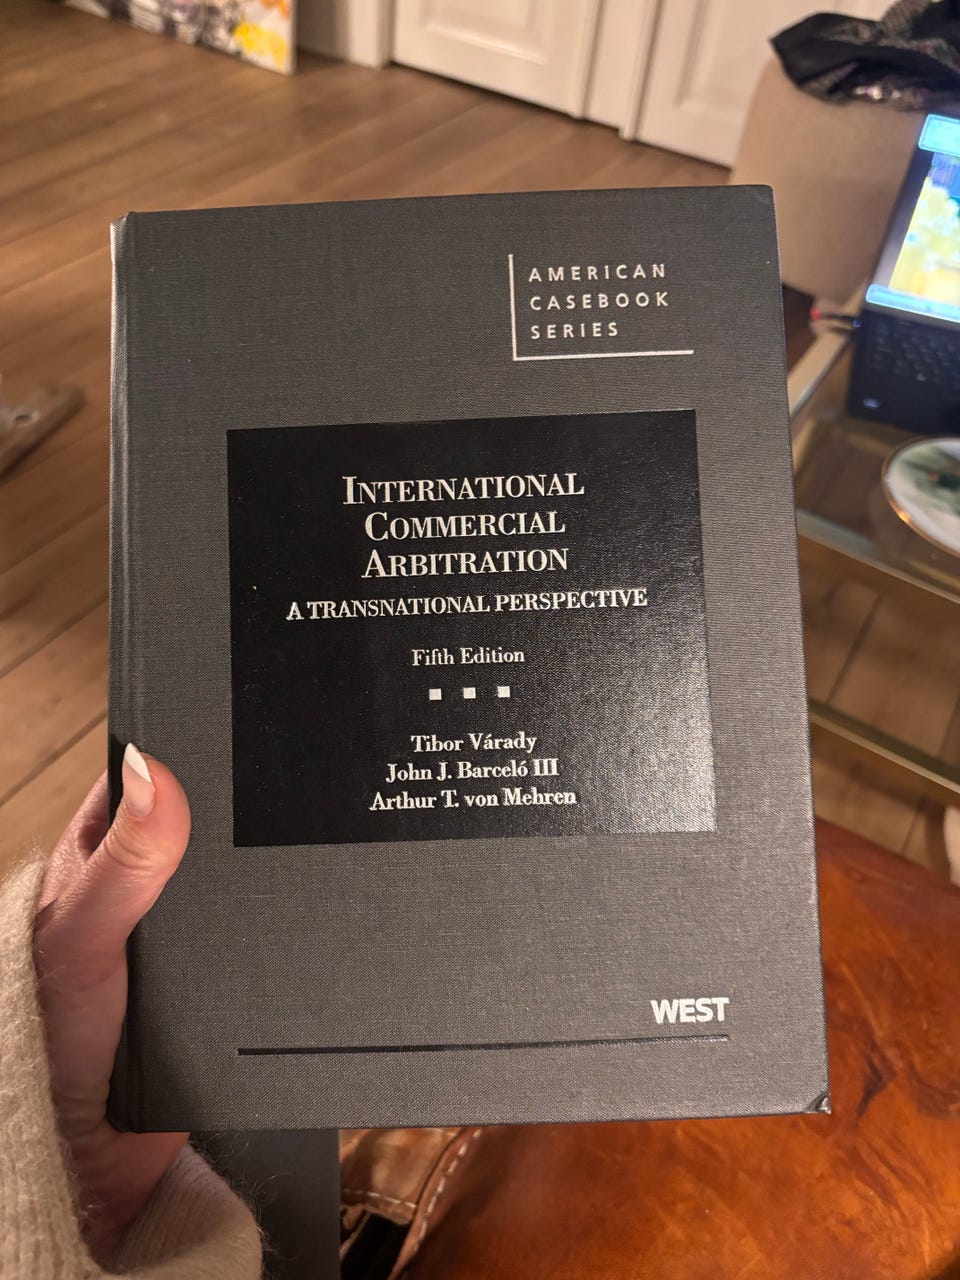 AMERICAN
CASEBOOK
SERIES
INTERNATIONAL
COMMERCIAL
ARBITRATION
A TRANSNATIONAL PERSPECTIVE
Fifth Edition
Tibor Várady
John J. Barceló III
Arthur T. von Mehren
WEST